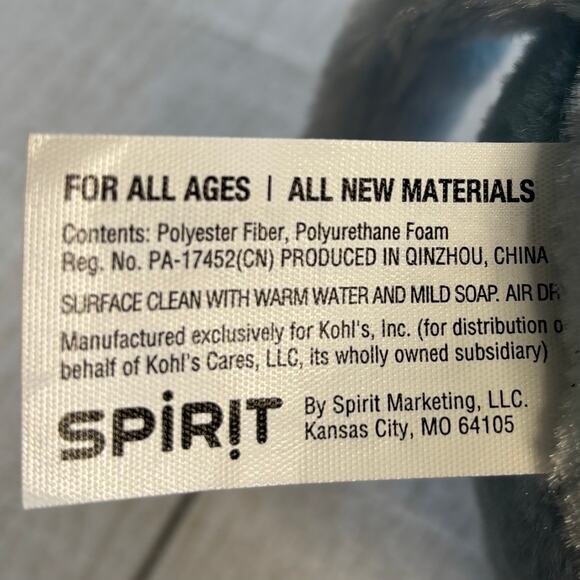 FOR ALL AGES | ALL NEW MATERIALS
Contents: Polyester Fiber, Polyurethane Foam
Reg. No. PA-17452(CN) PRODUCED IN QINZHOU, CHINA
SURFACE CLEAN WITH WARM WATER AND MILD SOAP. AIR
Manufactured exclusively for Kohl's, Inc. (for distribution
behalf of Kohl's Cares, LLC, its wholly owned subsidiary)
SPIRIT
By Spirit Marketing, LLC.
Kansas City, MO 64105